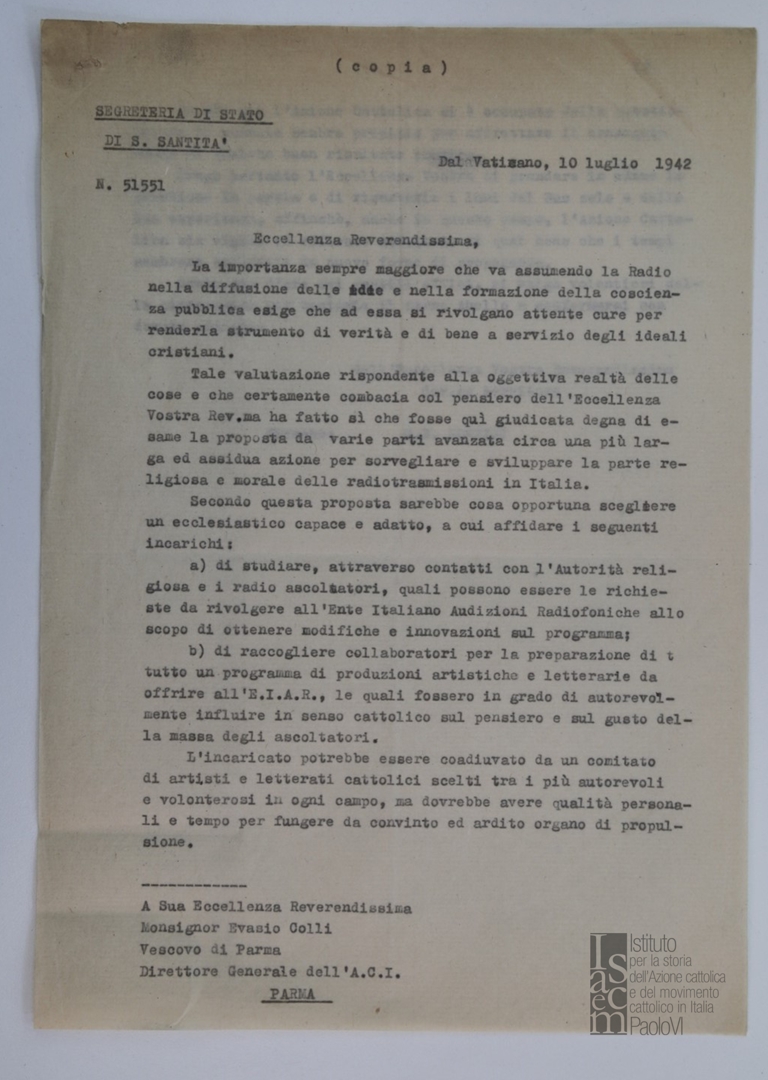 (copia)
SEGRETERIA DI STATO
DI S. SANTITA'
Dal Vaticano, 10 luglio 1942
N. 51551
Eccellenza Reverendissima,
La importanza sempre maggiore che va assumendo la Radio
nella diffusione delle idee e nella formazione della coscien-
za pubblica esige che ad essa si rivolgano attente cure per
renderla strumento di verità e di bene a servizio degli ideali
cristiani.
Tale valutazione rispondente alla oggettiva realtà delle
cose e che certamente combacia col pensiero dell'Eccellenza
Vostra Rev.ma ha fatto sì che fosse quì giudicata degna di e-
same la proposta da varie parti avanzata circa una più lar-
ga ed assidua azione per sorvegliare e sviluppare la parte re-
ligiosa e morale delle radiotrasmissioni in Italia.
Secondo questa proposta sarebbe cosa opportuna scegliere
un ecclesiastico capace e adatto, a cui affidare i seguenti
incarichi:
a) di studiare, attraverso contatti con l'Autorità reli-
giosa e i radio ascoltatori, quali possono essere le richie-
ste da rivolgere all'Ente Italiano Audizioni Radiofoniche allo
scopo di ottenere modifiche e innovazioni sul programma;
b) di raccogliere collaboratori per la preparazione di t
tutto un programma di produzioni artistiche e letterarie da
offrire all'E.I.A.R., le quali fossero in grado di autorevol-
mente influire in senso cattolico sul pensiero e sul gusto del-
la massa degli ascoltatori.
L'incaricato potrebbe essere coadiuvato da un comitato
di artisti e letterati cattolici scelti tra i più autorevoli
e volonterosi in ogni campo, ma dovrebbe avere qualità persona-
li e tempo per fungere da convinto ed ardito organo di propul-
sione.
------------
A Sua Eccellenza Reverendissima
Monsignor Evasio Colli
Vescovo di Parma
Direttore Generale dell'A.C.I.
PARMA
Isacem
Istituto
per la storia
dell'Azione cattolica
e del movimento
cattolico in Italia
PaoloVI